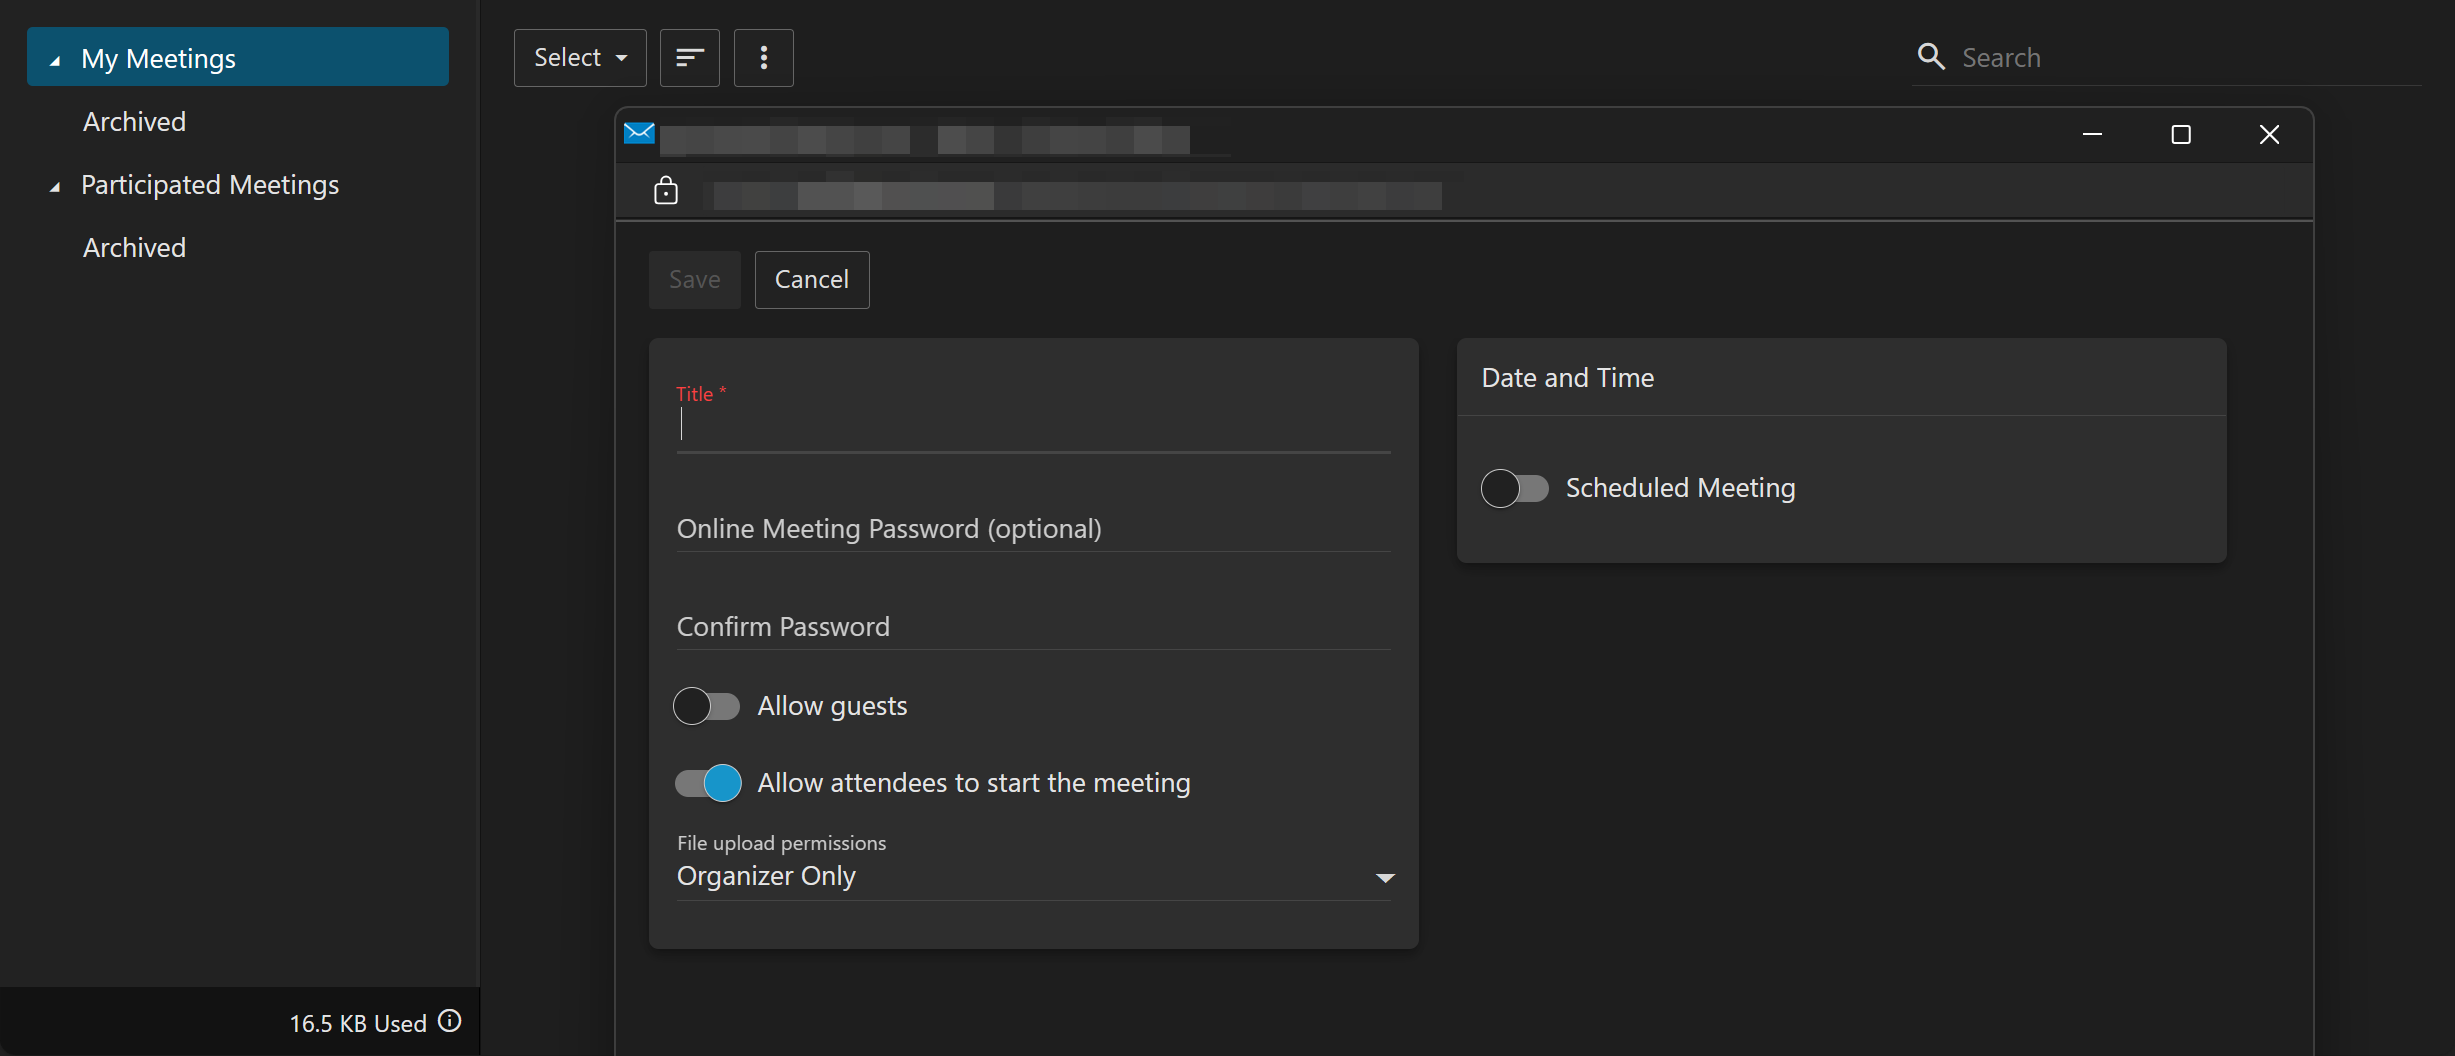 My Meetings
Archived
Participated Meetings
Archived
16.5 KB Used
Select
Search
Save
Cancel
Title *
Online Meeting Password (optional)
Confirm Password
Allow guests
Allow attendees to start the meeting
File upload permissions
Organizer Only
Date and Time
Scheduled Meeting